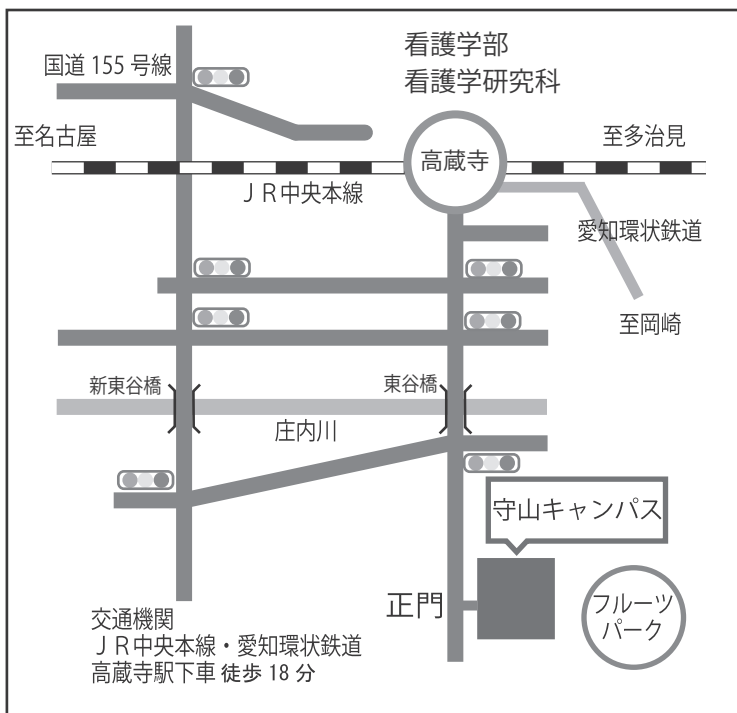 看護学部
看護学研究科
国道 155 号線
至名古屋
高蔵寺
至多治見
ＪＲ中央本線
愛知環状鉄道
至岡崎
新東谷橋
東谷橋
庄内川
守山キャンパス
正門
フルーツ
パーク
交通機関
ＪＲ中央本線・愛知環状鉄道
高蔵寺駅下車 徒歩 18 分